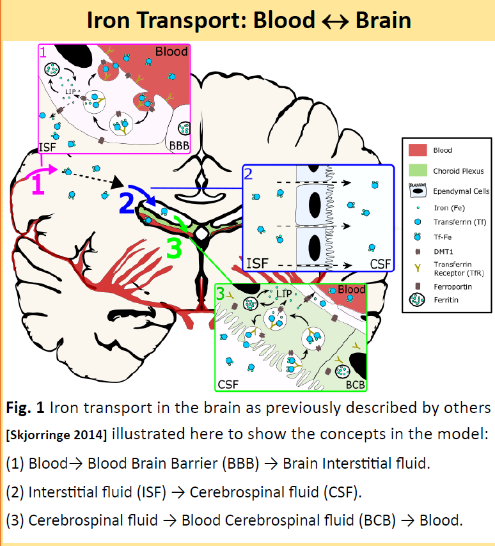 Iron Transport: Blood ↔ Brain
1
Blood
LIP
ISF
BBB
1
2
3
2
ISF
CSF
3
LIP
Blood
CSF
BCB
Blood
Choroid Plexus
Ependymal Cells
Iron (Fe)
Transferrin (Tf)
Tf-Fe
DMT1
Transferrin
Receptor (TfR)
Ferroportin
Ferritin
Fig. 1 Iron transport in the brain as previously described by others
[Skjorringe 2014] illustrated here to show the concepts in the model:
(1) Blood→ Blood Brain Barrier (BBB) → Brain Interstitial fluid.
(2) Interstitial fluid (ISF) → Cerebrospinal fluid (CSF).
(3) Cerebrospinal fluid → Blood Cerebrospinal fluid (BCB) → Blood.